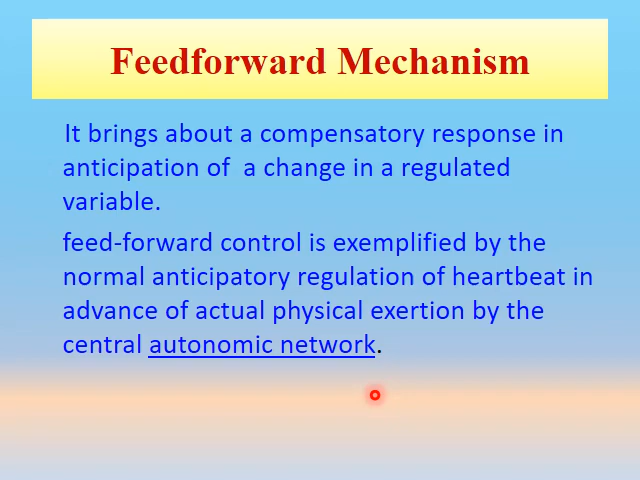 Feedforward Mechanism
It brings about a compensatory response in
anticipation of  a change in a regulated
variable.
feed-forward control is exemplified by the
normal anticipatory regulation of heartbeat in
advance of actual physical exertion by the
central autonomic network.